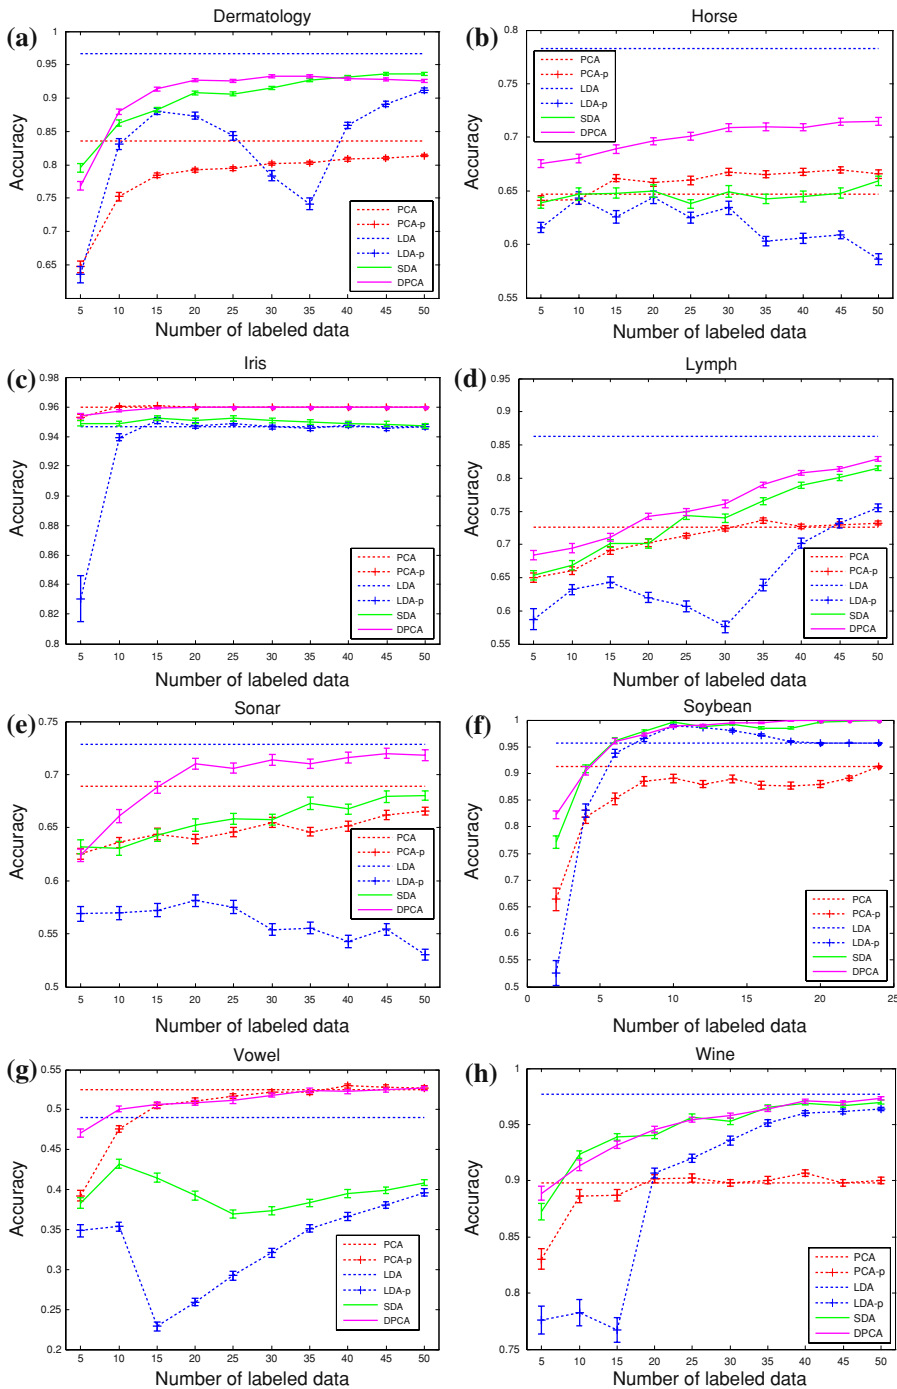 Dermatology
(a)
1
0.95
0.9
0.85
0.8
0.75
0.7
0.65
Accuracy
PCA
PCA-p
LDA
LDA-p
SDA
DPCA
5 10 15 20 25 30 35 40 45 50
Number of labeled data
Horse
(b)
0.8
0.75
0.7
0.65
0.6
0.55
Accuracy
PCA
PCA-p
LDA
LDA-p
SDA
DPCA
5 10 15 20 25 30 35 40 45 50
Number of labeled data
Iris
(c)
0.98
0.96
0.94
0.92
0.9
0.98
0.86
0.84
0.82
0.8
Accuracy
PCA
PCA-p
LDA
LDA-p
SDA
DPCA
5 10 15 20 25 30 35 40 45 50
Number of labeled data
Lymph
(d)
0.95
0.9
0.85
0.8
0.75
0.7
0.65
0.6
0.55
Accuracy
PCA
PCA-p
LDA
LDA-p
SDA
DPCA
5 10 15 20 25 30 35 40 45 50
Number of labeled data
Sonar
(e)
0.75
0.7
0.65
0.6
0.55
0.5
Accuracy
PCA
PCA-p
LDA
LDA-p
SDA
DPCA
5 10 15 20 25 30 35 40 45 50
Number of labeled data
Soybean
(f)
1
0.95
0.9
0.85
0.8
0.75
0.7
0.65
0.6
0.55
0.5
Accuracy
PCA
PCA-p
LDA
LDA-p
SDA
DPCA
0 5 10 15 20 25
Number of labeled data
Vowel
(g)
0.55
0.5
0.45
0.4
0.35
0.3
0.25
0.2
Accuracy
PCA
PCA-p
LDA
LDA-p
SDA
DPCA
5 10 15 20 25 30 35 40 45 50
Number of labeled data
Wine
(h)
1
0.95
0.9
0.85
0.8
0.75
Accuracy
PCA
PCA-p
LDA
LDA-p
SDA
DPCA
5 10 15 20 25 30 35 40 45 50
Number of labeled data